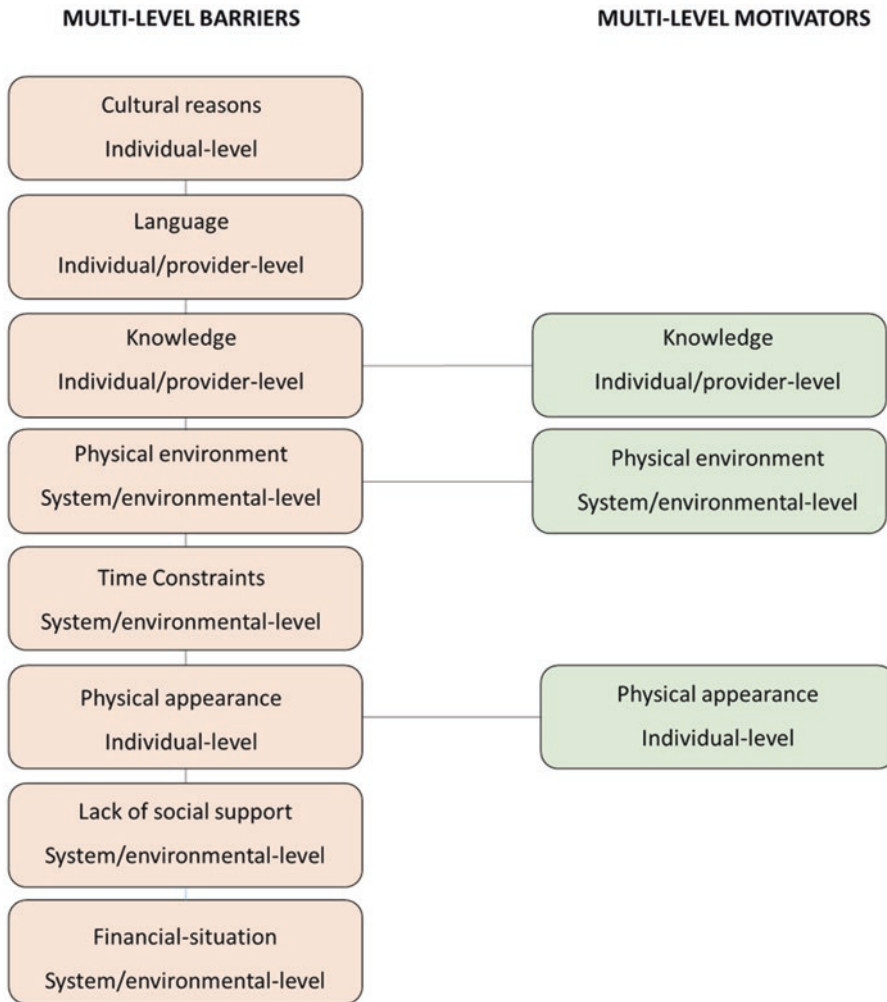 MULTI-LEVEL BARRIERS
MULTI-LEVEL MOTIVATORS
Cultural reasons
Individual-level
Language
Individual/provider-level
Knowledge
Individual/provider-level
Knowledge
Individual/provider-level
Physical environment
System/environmental-level
Physical environment
System/environmental-level
Time Constraints
System/environmental-level
Physical appearance
Individual-level
Physical appearance
Individual-level
Lack of social support
System/environmental-level
Financial-situation
System/environmental-level